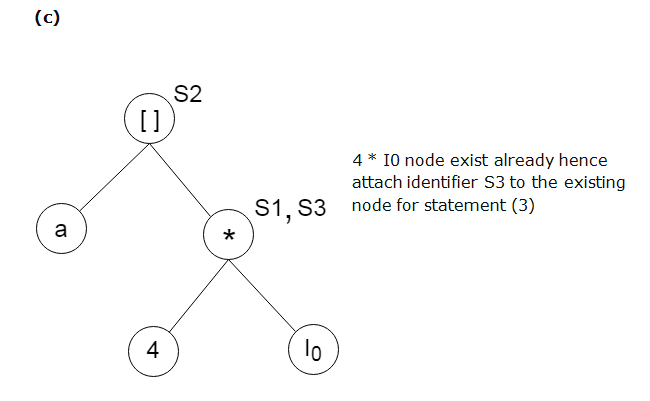 (c)
S2
[ ]
a
*
S1, S3
4 * I0 node exist already hence
attach identifier S3 to the existing
node for statement (3)
4
I0